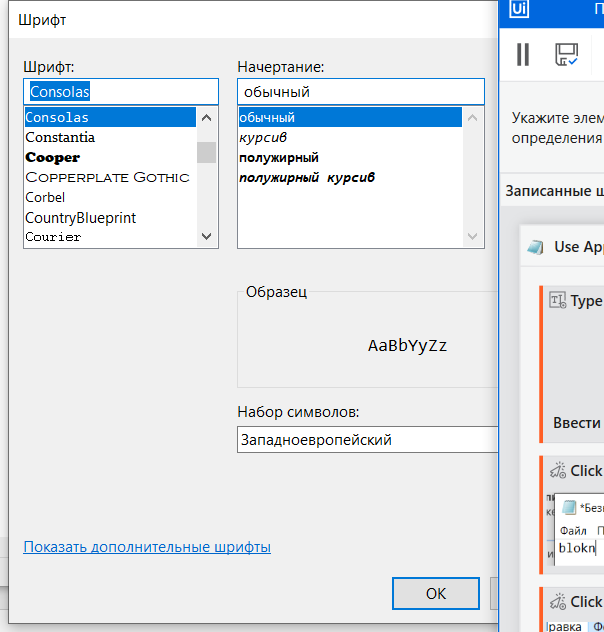 Шрифт
Шрифт:
Consolas
Consolas
Constantia
Cooper
Copperplate Gothic
Corbel
CountryBlueprint
Courier
Начертание:
обычный
обычный
курсив
полужирный
полужирный курсив
Образец
AaBbYyZz
Набор символов:
Западноевропейский
Показать дополнительные шрифты
OK
Ui
Укажите элем
определения
Записанные ш
Use App
Type
Ввести
Click
*Безы
Файл
blokn
Click
равка